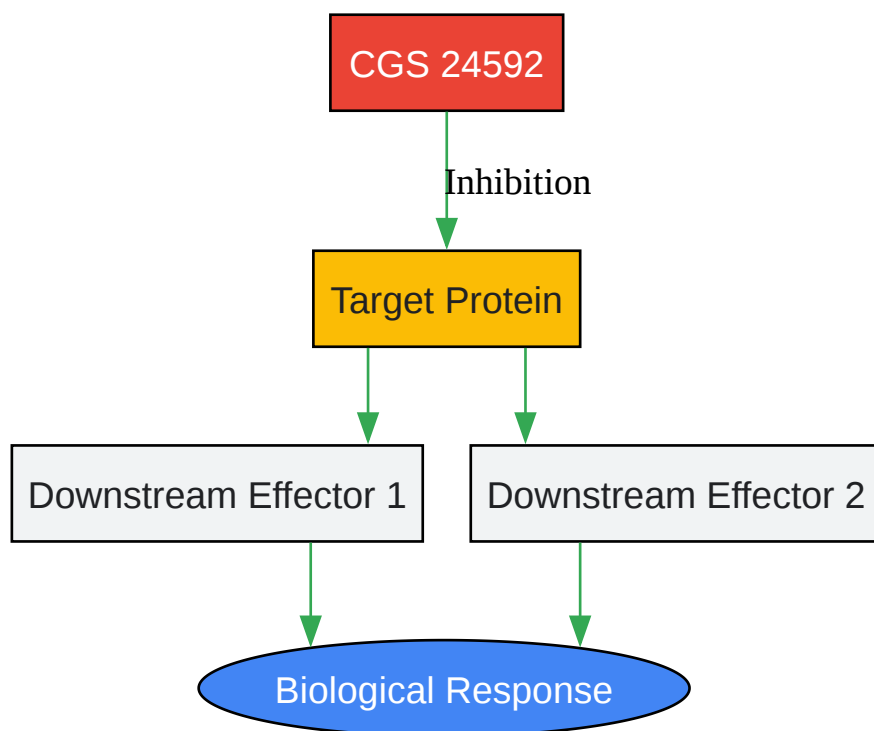 CGS 24592
Inhibition
Target Protein
Downstream Effector 1
Downstream Effector 2
Biological Response